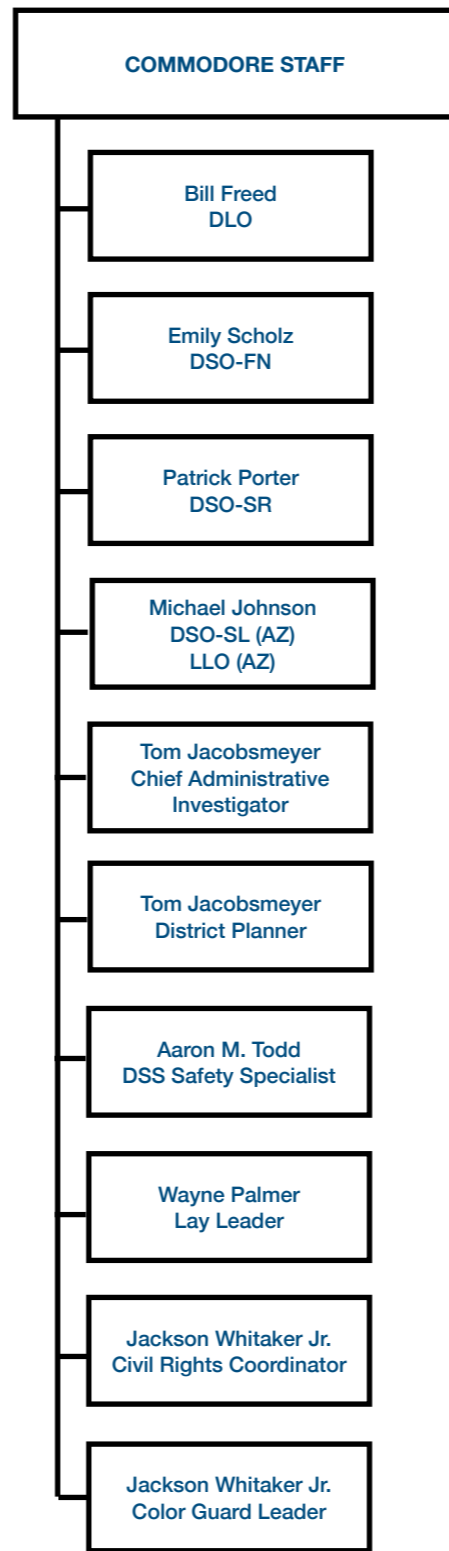 COMMODORE STAFF
Bill Freed
DLO
Emily Scholz
DSO-FN
Patrick Porter
DSO-SR
Michael Johnson
DSO-SL (AZ)
LLO (AZ)
Tom Jacobsmeyer
Chief Administrative
Investigator
Tom Jacobsmeyer
District Planner
Aaron M. Todd
DSS Safety Specialist
Wayne Palmer
Lay Leader
Jackson Whitaker Jr.
Civil Rights Coordinator
Jackson Whitaker Jr.
Color Guard Leader